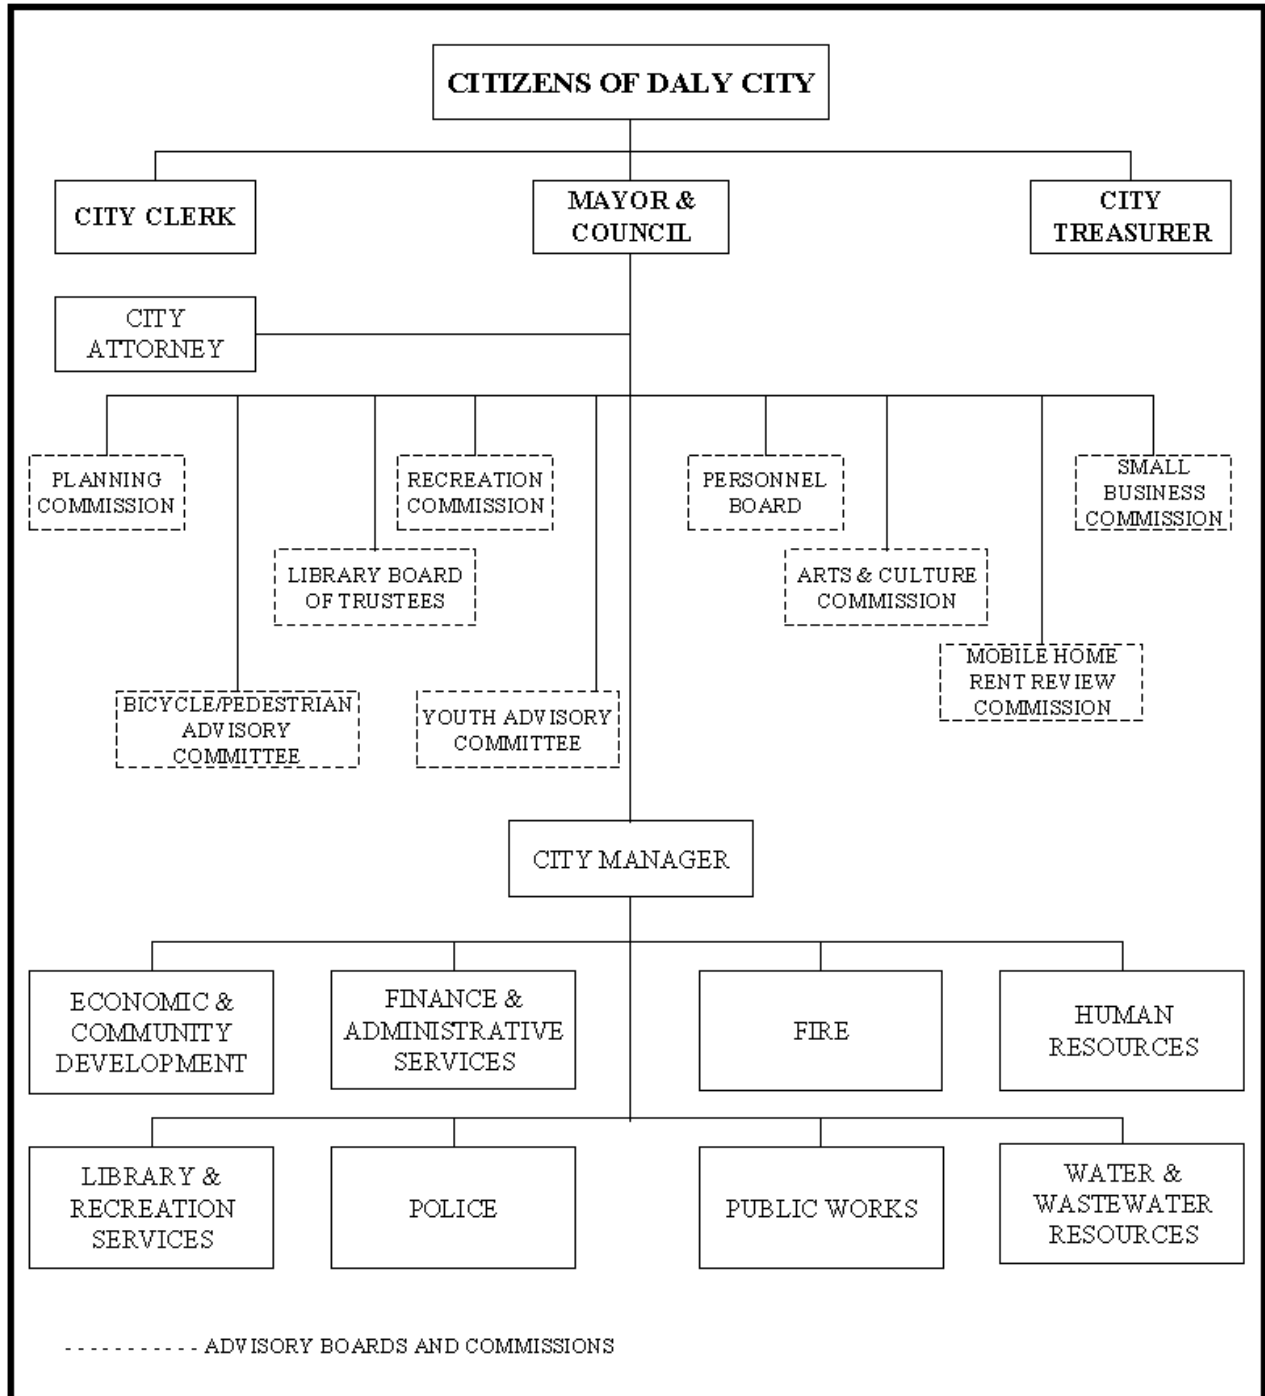 CITIZENS OF DALY CITY
CITY CLERK
MAYOR &
COUNCIL
CITY
TREASURER
CITY
ATTORNEY
PLANNING
COMMISSION
RECREATION
COMMISSION
PERSONNEL
BOARD
SMALL
BUSINESS
COMMISSION
LIBRARY BOARD
OF TRUSTEES
ARTS & CULTURE
COMMISSION
MOBILE HOME
RENT REVIEW
COMMISSION
BICYCLE/PEDESTRIAN
ADVISORY
COMMITTEE
YOUTH ADVISORY
COMMITTEE
CITY MANAGER
ECONOMIC &
COMMUNITY
DEVELOPMENT
FINANCE &
ADMINISTRATIVE
SERVICES
FIRE
HUMAN
RESOURCES
LIBRARY &
RECREATION
SERVICES
POLICE
PUBLIC WORKS
WATER &
WASTEWATER
RESOURCES
- - - - - - - - - - - ADVISORY BOARDS AND COMMISSIONS